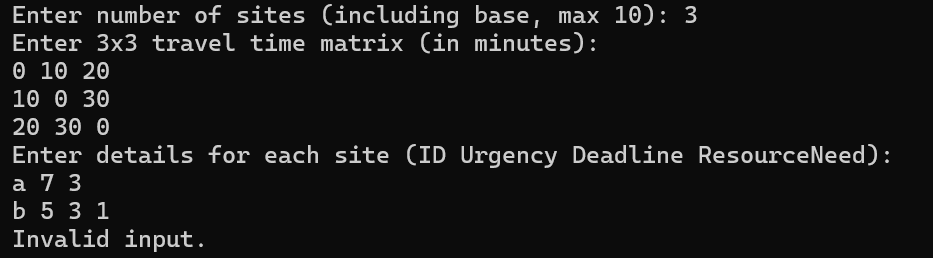 Enter number of sites (including base, max 10): 3
Enter 3x3 travel time matrix (in minutes):
0 10 20
10 0 30
20 30 0
Enter details for each site (ID Urgency Deadline ResourceNeed):
a 7 3
b 5 3 1
Invalid input.